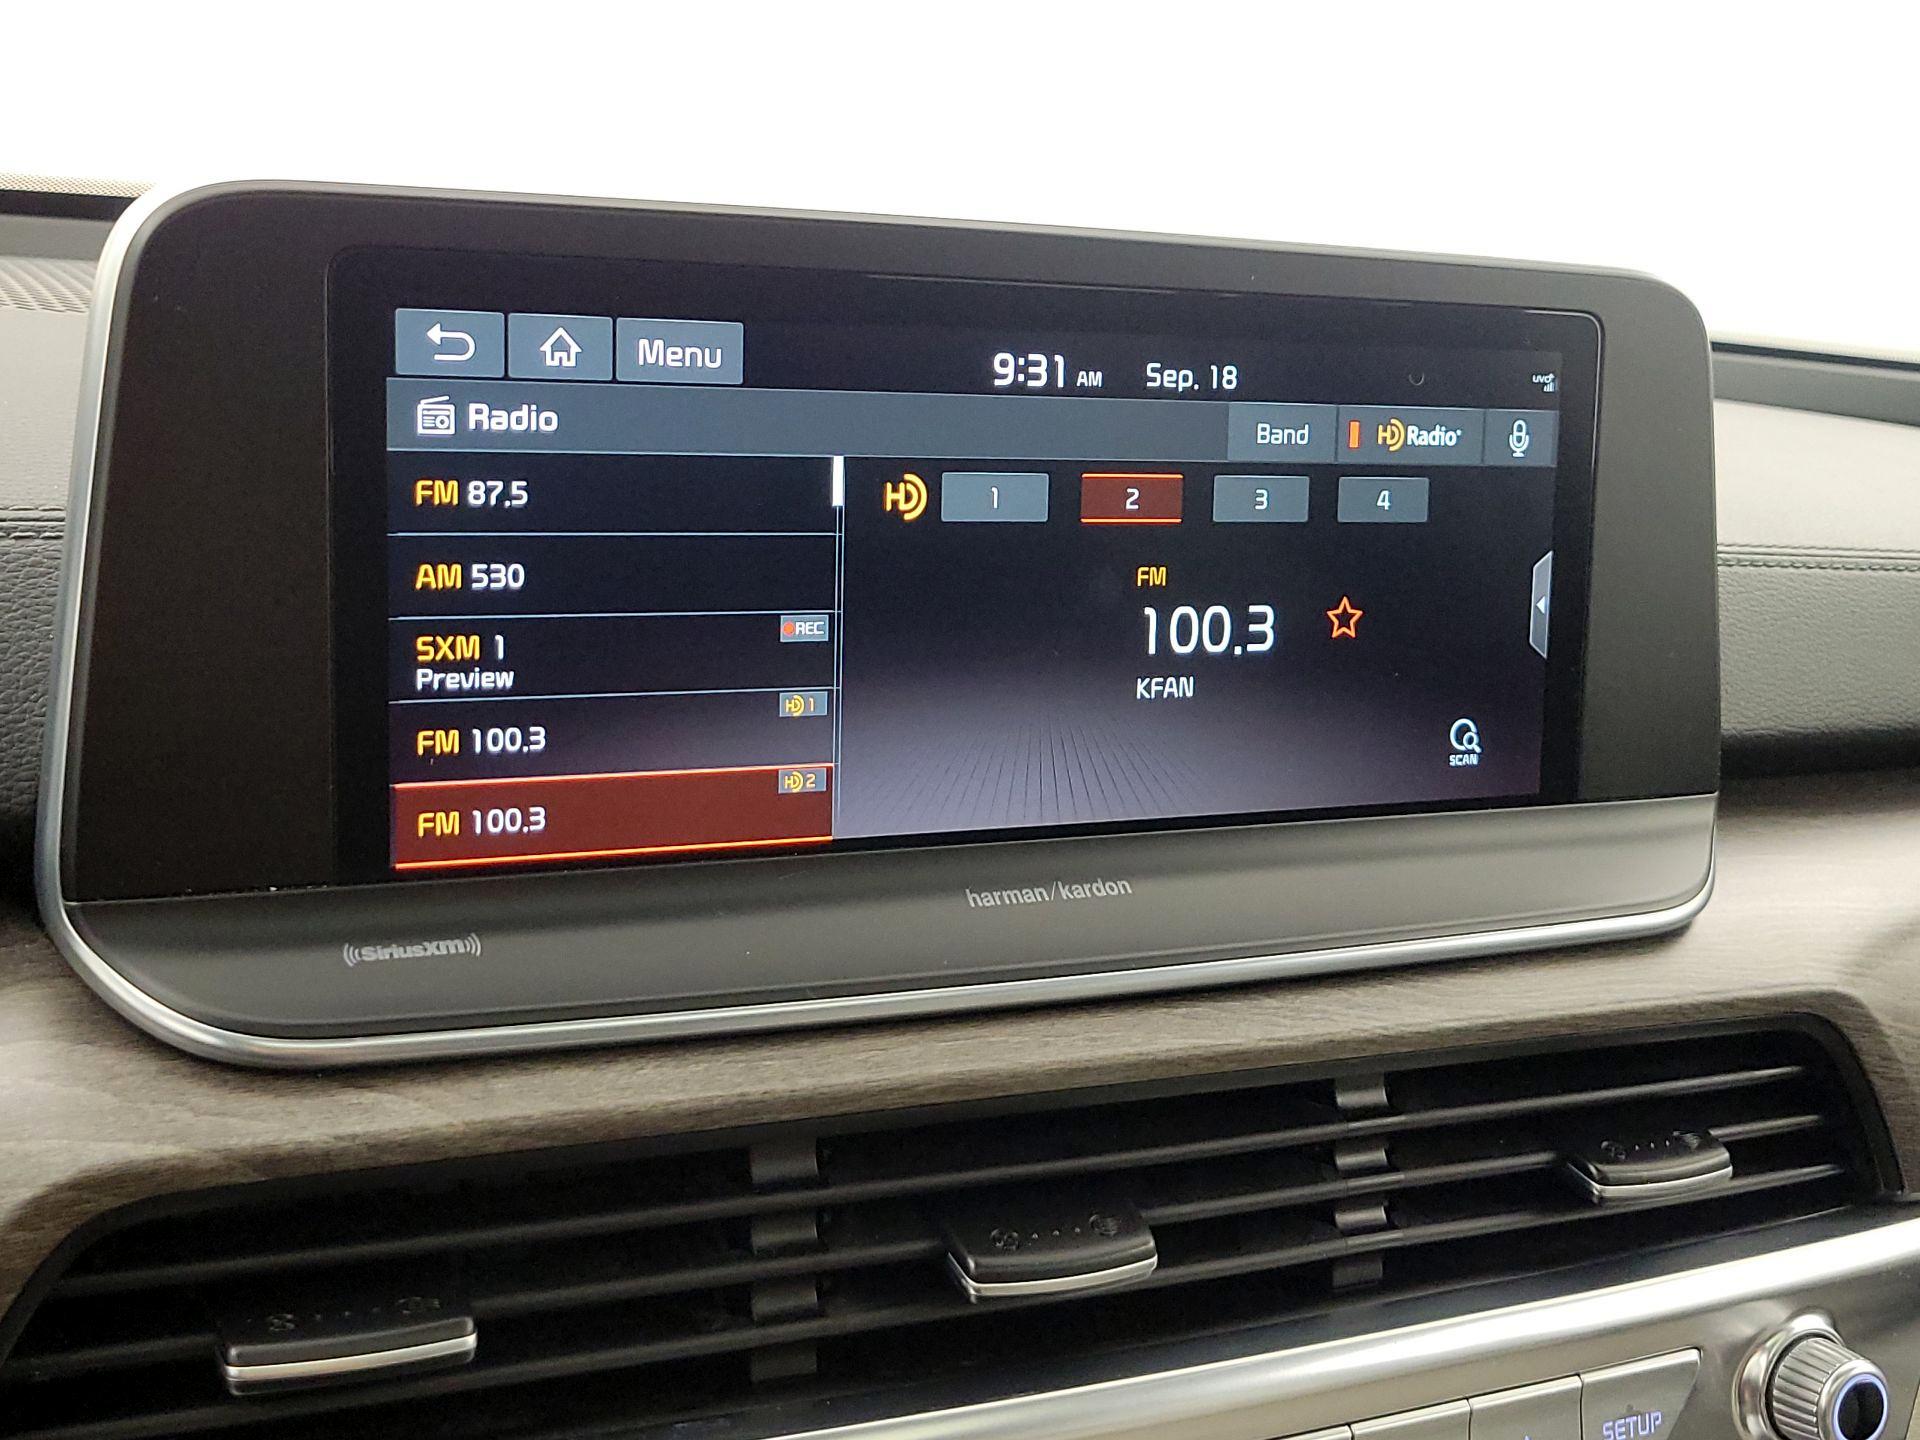 Menu
9:31 AM Sep. 18
UVO
Radio
Band
HD Radio
FM 87.5
AM 530
REC
SXM 1
Preview
HD 1
FM 100.3
HD 2
FM 100.3
HD 1 2 3 4
FM
100.3
KFAN
SCAN
harman/kardon
((SiriusXM))
SETUP